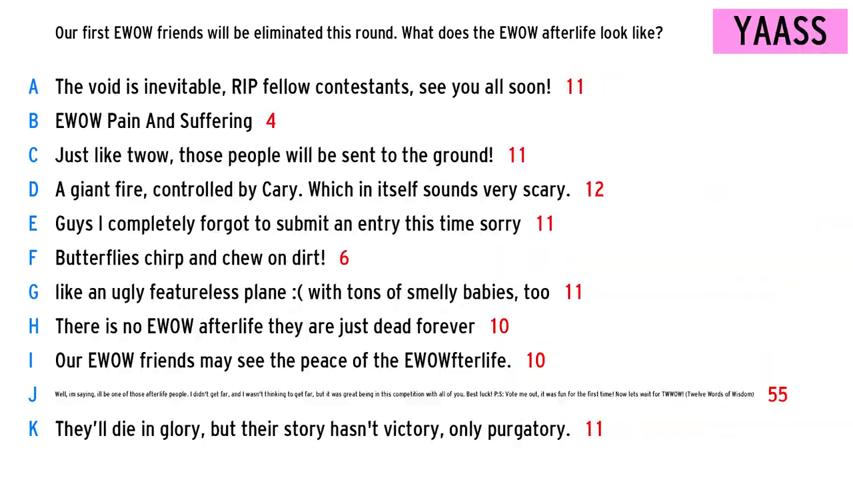 Our first EWOW friends will be eliminated this round. What does the EWOW afterlife look like?
YAASS
A The void is inevitable, RIP fellow contestants, see you all soon! 11
B EWOW Pain And Suffering 4
C Just like twow, those people will be sent to the ground! 11
D A giant fire, controlled by Cary. Which in itself sounds very scary. 12
E Guys I completely forgot to submit an entry this time sorry 11
F Butterflies chirp and chew on dirt! 6
G like an ugly featureless plane :( with tons of smelly babies, too 11
H There is no EWOW afterlife they are just dead forever 10
I Our EWOW friends may see the peace of the EWOWfterlife. 10
J Well, im saying, ill be one of those afterlife people. I didn't get far, and I wasn't thinking to get far, but it was great being in this competition with all of you. Best luck! P.S: Vote me out, it was fun for the first time! Now lets wait for TWWOW! (Twelve Words of Wisdom) 55
K They'll die in glory, but their story hasn't victory, only purgatory. 11